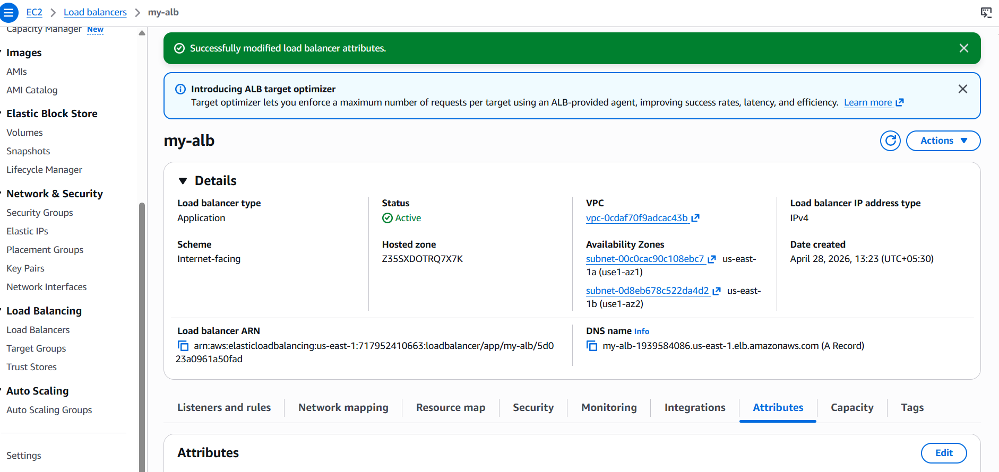 EC2 > Load balancers > my-alb
Capacity Manager New
Images
AMIs
AMI Catalog
Elastic Block Store
Volumes
Snapshots
Lifecycle Manager
Network & Security
Security Groups
Elastic IPs
Placement Groups
Key Pairs
Network Interfaces
Load Balancing
Load Balancers
Target Groups
Trust Stores
Auto Scaling
Auto Scaling Groups
Settings
Successfully modified load balancer attributes.
Introducing ALB target optimizer
Target optimizer lets you enforce a maximum number of requests per target using an ALB-provided agent, improving success rates, latency, and efficiency. Learn more
my-alb
Actions
Details
Load balancer type
Application
Status
Active
VPC
vpc-0cdaf70f9adcac43b
Load balancer IP address type
IPv4
Scheme
Internet-facing
Hosted zone
Z35SXDOTRQ7X7K
Availability Zones
subnet-00c0cac90c108ebc7 us-east-
1a (use1-az1)
subnet-0d8eb678c522da4d2 us-east-
1b (use1-az2)
Date created
April 28, 2026, 13:23 (UTC+05:30)
Load balancer ARN
arn:aws:elasticloadbalancing:us-east-1:717952410663:loadbalancer/app/my-alb/5d0
23a0961a50fad
DNS name Info
my-alb-1939584086.us-east-1.elb.amazonaws.com (A Record)
Listeners and rules
Network mapping
Resource map
Security
Monitoring
Integrations
Attributes
Capacity
Tags
Attributes
Edit